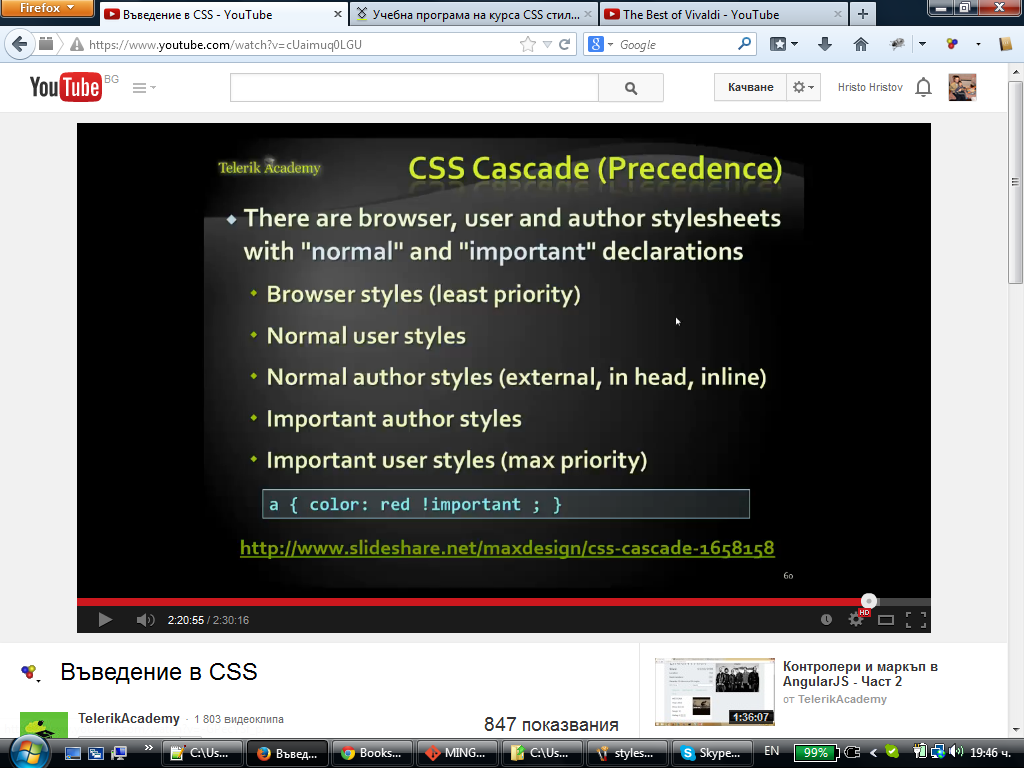 Firefox
Въведение в CSS - YouTube
Учебна програма на курса CSS стил...
The Best of Vivaldi - YouTube
https://www.youtube.com/watch?v=cUaimuq0LGU
Google
YouTube BG
Качване
Hristo Hristov
Telerik Academy
CSS Cascade (Precedence)
There are browser, user and author stylesheets
with "normal" and "important" declarations
Browser styles (least priority)
Normal user styles
Normal author styles (external, in head, inline)
Important author styles
Important user styles (max priority)
a { color: red !important ; }
http://www.slideshare.net/maxdesign/css-cascade-1658158
60
2:20:55 / 2:30:16
HD
Въведение в CSS
TelerikAcademy · 1 803 видеоклипа
847 показвания
Контролери и маркъп в
AngularJS - Част 2
от TelerikAcademy
1:36:07
C:\Us...
Въвед...
Books...
MING...
C:\Us...
styles...
Skype...
EN
99%
19:46 ч.